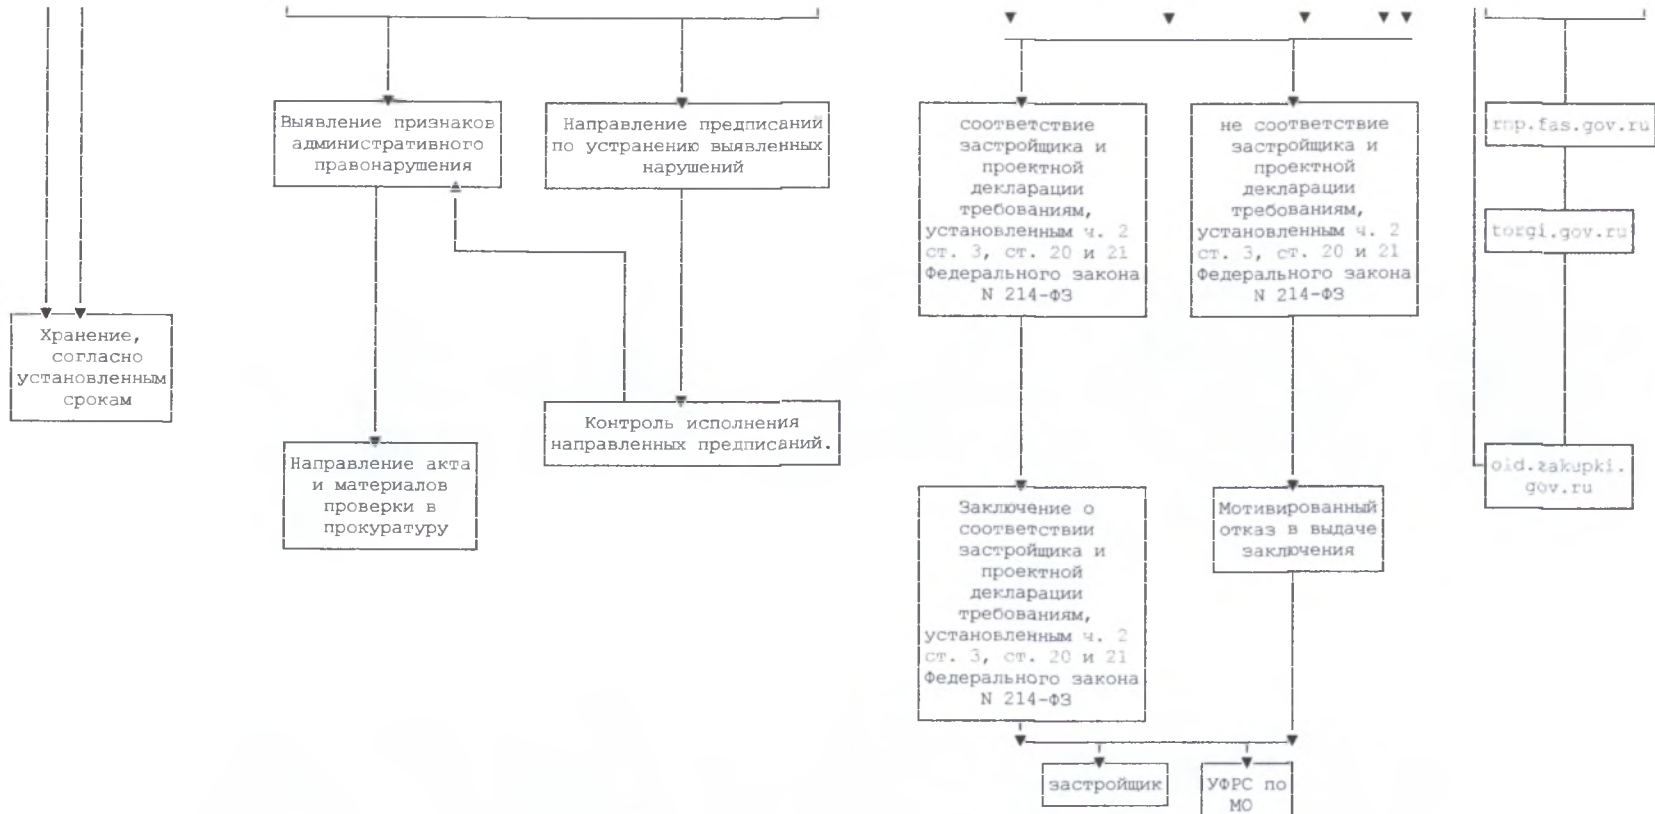 Хранение,
согласно
установленным
срокам
Выявление признаков
административного
правонарушения
Направление предписаний
по устранению выявленных
нарушений
Контроль исполнения
направленных предписаний.
Направление акта
и материалов
проверки в
прокуратуру
соответствие
застройщика и
проектной
декларации
требованиям,
установленным ч. 2
ст. 3, ст. 20 и 21
Федерального закона
N 214-ФЗ
не соответствие
застройщика и
проектной
декларации
требованиям,
установленным ч. 2
ст. 3, ст. 20 и 21
Федерального закона
N 214-ФЗ
Заключение о
соответствии
застройщика и
проектной
декларации
требованиям,
установленным ч. 2
ст. 3, ст. 20 и 21
Федерального закона
N 214-ФЗ
Мотивированный
отказ в выдаче
заключения
застройщик
УФРС по
МО
rnp.fas.gov.ru
torgi.gov.ru
old.zakupki.
gov.ru